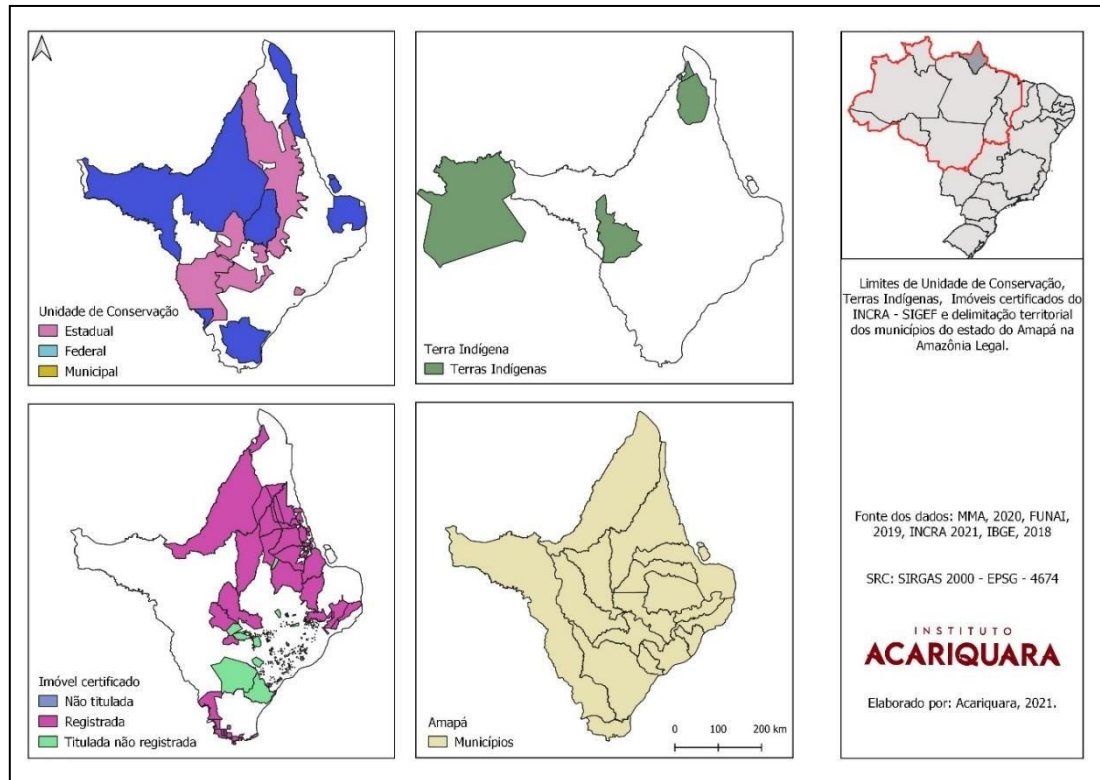 Unidade de Conservação
Estadual
Federal
Municipal
Terra Indígena
Terras Indígenas
Imóvel certificado
Não titulada
Registrada
Titulada não registrada
Amapá
Municípios
0 100 200 km
Limites de Unidade de Conservação,
Terras Indígenas, Imóveis certificados do
INCRA - SIGEF e delimitação territorial
dos municípios do estado do Amapá na
Amazônia Legal.
Fonte dos dados: MMA, 2020, FUNAI,
2019, INCRA 2021, IBGE, 2018
SRC: SIRGAS 2000 - EPSG - 4674
INSTITUTO
ACARIQUARA
Elaborado por: Acariquara, 2021.